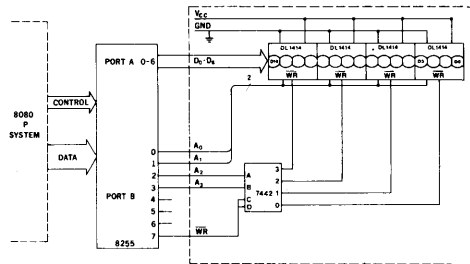 VCC
GND
DL1414 DL1414 DL1414 DL1414
PORT A 0-6
D0-D6
D3 D0
WR WR WR WR
2
8080
P
SYSTEM
CONTROL
DATA
0 A0
1 A1
2 A2 A 3
3 A3 B 2
PORT B
4 7442 1
5 C
6 D 0
7 WR
8255